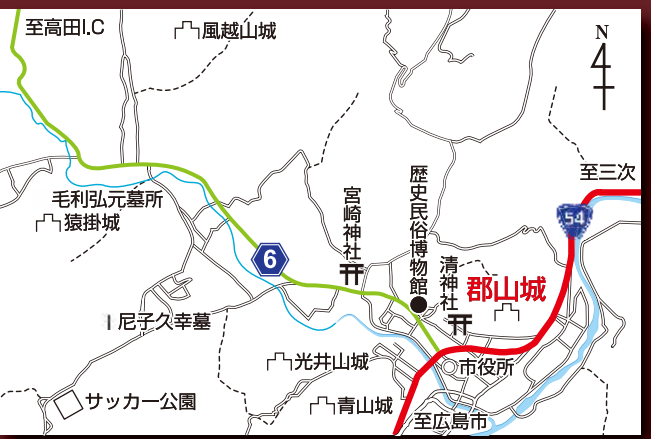 至高田I.C
風越山城
N
至三次
54
毛利弘元墓所
猿掛城
宮崎神社
歴史民俗博物館
清神社
郡山城
6
尼子久幸墓
光井山城
市役所
サッカー公園
青山城
至広島市